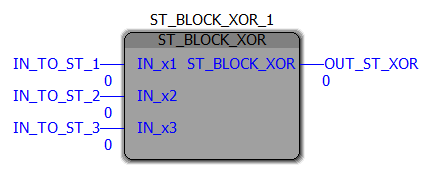 ST_BLOCK_XOR_1
ST_BLOCK_XOR
IN_TO_ST_1 IN_x1 ST_BLOCK_XOR OUT_ST_XOR
0 0
IN_TO_ST_2 IN_x2
0
IN_TO_ST_3 IN_x3
0